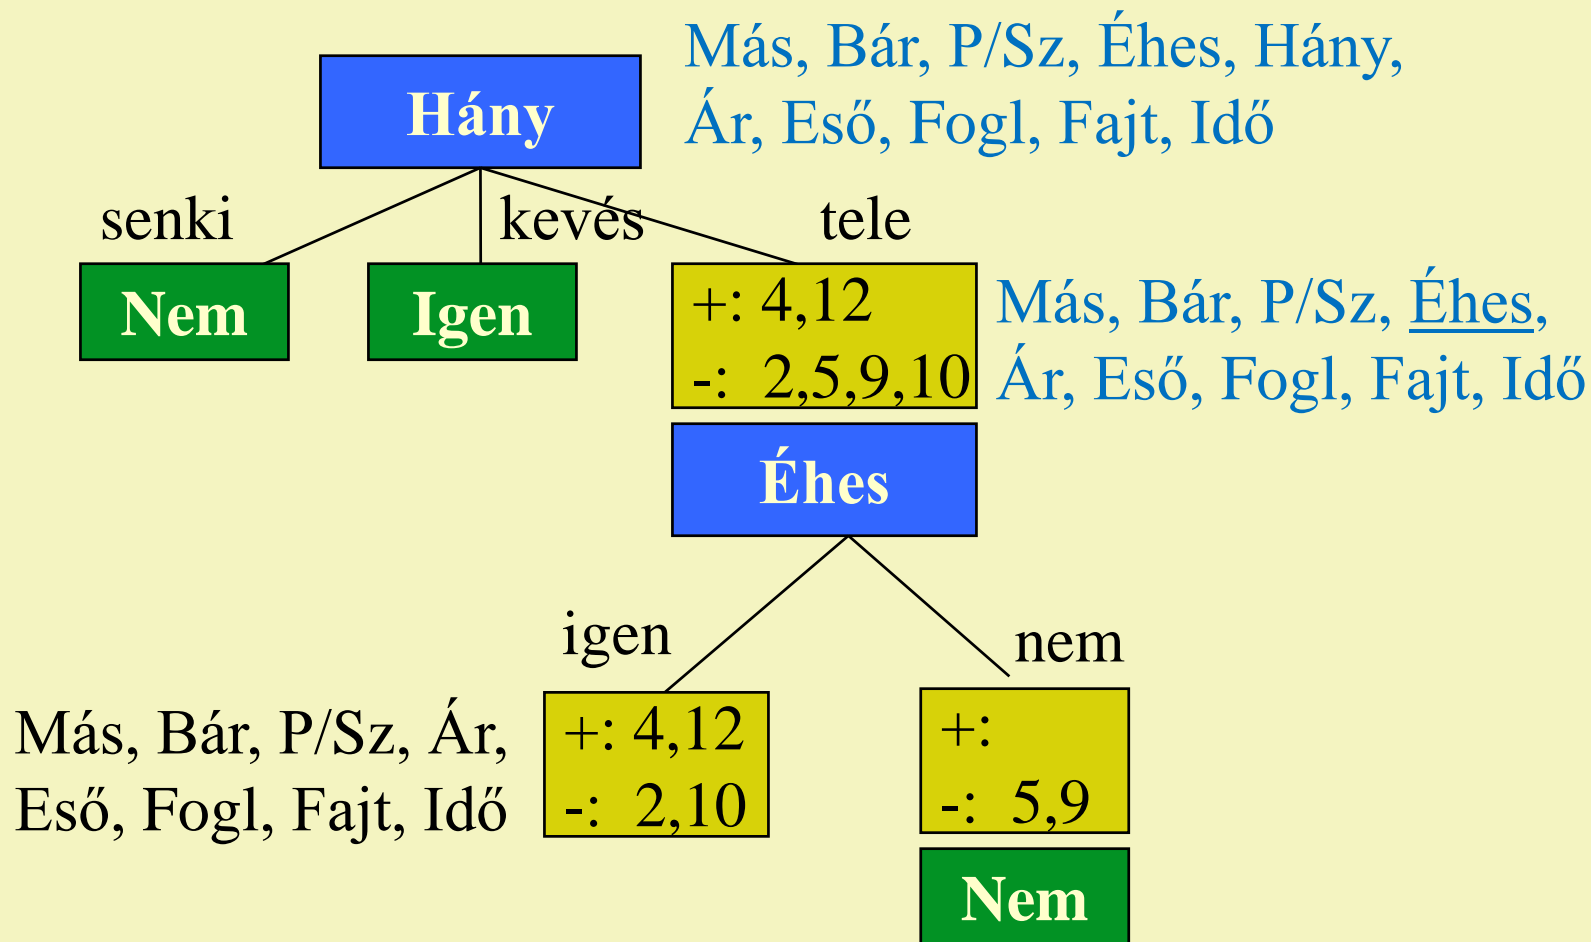 Más, Bár, P/Sz, Éhes, Hány,
Ár, Eső, Fogl, Fajt, Idő
Hány
senki
kevés
tele
Nem
Igen
+: 4,12
-: 2,5,9,10
Más, Bár, P/Sz, Éhes,
Ár, Eső, Fogl, Fajt, Idő
Éhes
igen
nem
Más, Bár, P/Sz, Ár,
Eső, Fogl, Fajt, Idő
+: 4,12
-: 2,10
+:
-: 5,9
Nem